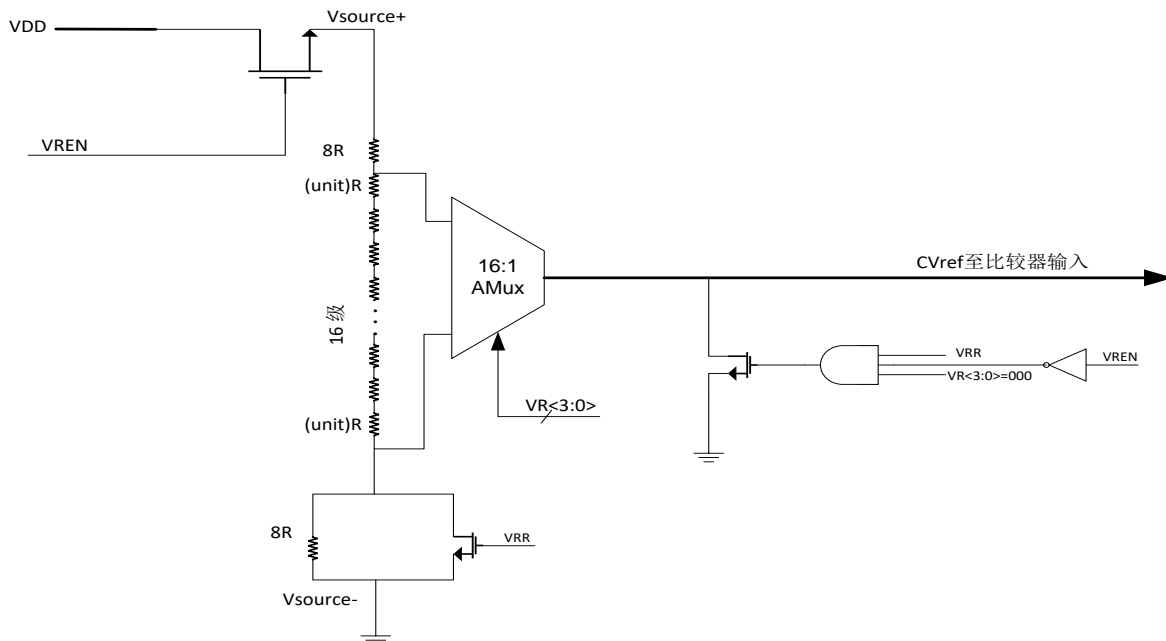 Vsource+
VDD
VREN
8R
(unit)R
16:1
AMux
CVref至比较器输入
16 级
VRR
VREN
VR<3:0>=000
VR<3:0>
(unit)R
8R
VRR
Vsource-